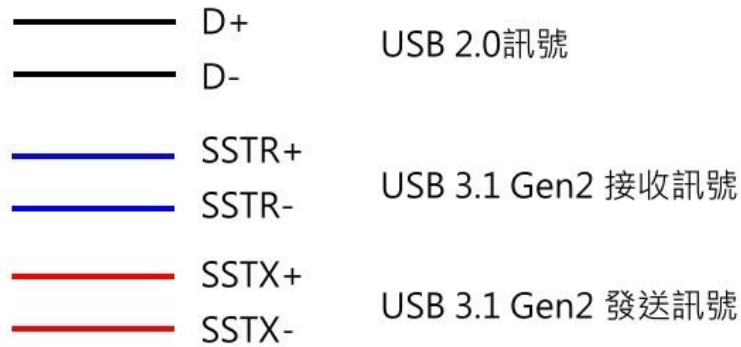 D+
USB 2.0訊號
D-
SSTR+
USB 3.1 Gen2 接收訊號
SSTR-
SSTX+
USB 3.1 Gen2 發送訊號
SSTX-